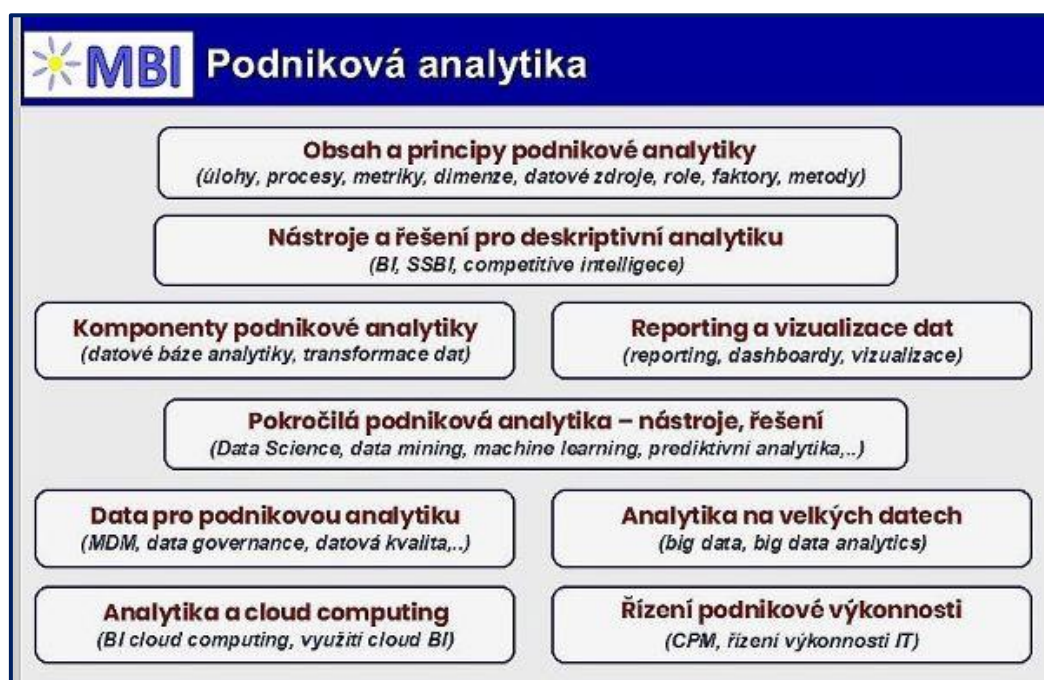 MBI Podniková analytika
Obsah a principy podnikové analytiky
(úlohy, procesy, metriky, dimenze, datové zdroje, role, faktory, metody)
Nástroje a řešení pro deskriptivní analytiku
(BI, SSBI, competitive intelligece)
Komponenty podnikové analytiky
(datové báze analytiky, transformace dat)
Reporting a vizualizace dat
(reporting, dashboardy, vizualizace)
Pokročilá podniková analytika – nástroje, řešení
(Data Science, data mining, machine learning, prediktivní analytika,..)
Data pro podnikovou analytiku
(MDM, data governance, datová kvalita,..)
Analytika na velkých datech
(big data, big data analytics)
Analytika a cloud computing
(BI cloud computing, využití cloud BI)
Řízení podnikové výkonnosti
(CPM, řízení výkonnosti IT)